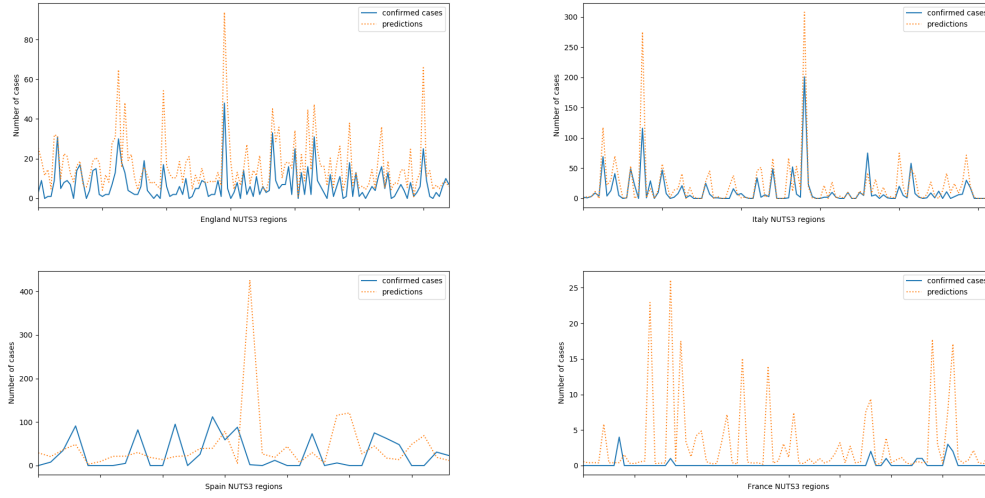 confirmed cases
predictions
Number of cases
80
60
40
20
0
England NUTS3 regions
confirmed cases
predictions
Number of cases
300
250
200
150
100
50
0
Italy NUTS3 regions
confirmed cases
predictions
Number of cases
400
300
200
100
0
Spain NUTS3 regions
confirmed cases
predictions
Number of cases
25
20
15
10
5
0
France NUTS3 regions